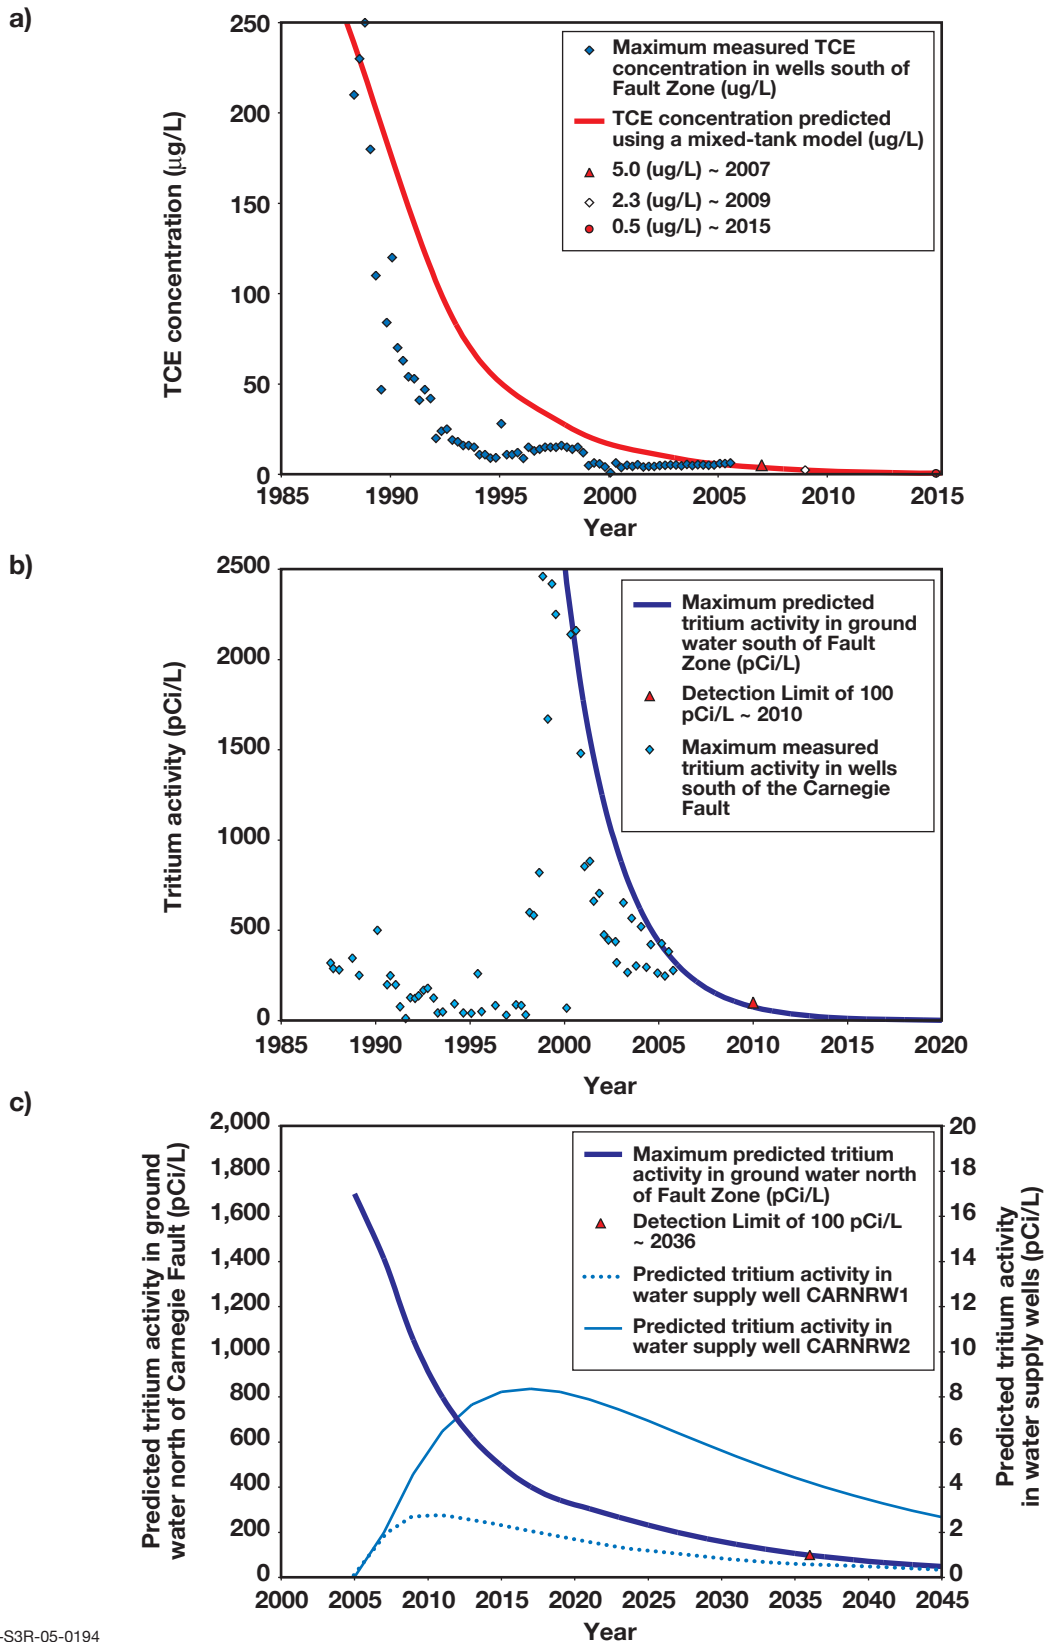 a)
250
200
150
100
50
0
TCE concentration (µg/L)
Maximum measured TCE
concentration in wells south of
Fault Zone (ug/L)
TCE concentration predicted
using a mixed-tank model (ug/L)
5.0 (ug/L) ~ 2007
2.3 (ug/L) ~ 2009
0.5 (ug/L) ~ 2015
1985 1990 1995 2000 2005 2010 2015
Year
b)
2500
2000
1500
1000
500
0
Tritium activity (pCi/L)
Maximum predicted
tritium activity in ground
water south of Fault
Zone (pCi/L)
Detection Limit of 100
pCi/L ~ 2010
Maximum measured
tritium activity in wells
south of the Carnegie
Fault
1985 1990 1995 2000 2005 2010 2015 2020
Year
c)
2,000
1,800
1,600
1,400
1,200
1,000
800
600
400
200
0
Predicted tritium activity in ground
water north of Carnegie Fault (pCi/L)
Maximum predicted tritium
activity in ground water north
of Fault Zone (pCi/L)
Detection Limit of 100 pCi/L
~ 2036
Predicted tritium activity in
water supply well CARNRW1
Predicted tritium activity in
water supply well CARNRW2
20
18
16
14
12
10
8
6
4
2
0
Predicted tritium activity
in water supply wells (pCi/L)
2000 2005 2010 2015 2020 2025 2030 2035 2040 2045
Year
-S3R-05-0194